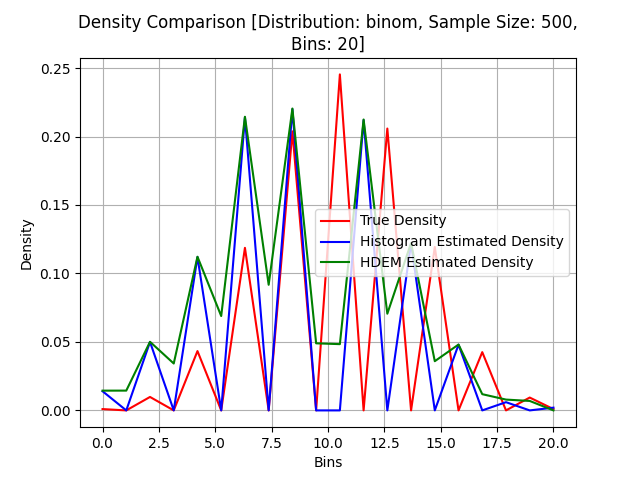 Density Comparison [Distribution: binom, Sample Size: 500,
Bins: 20]
0.25
0.20
0.15
0.10
0.05
0.00
Density
True Density
Histogram Estimated Density
HDEM Estimated Density
0.0 2.5 5.0 7.5 10.0 12.5 15.0 17.5 20.0
Bins